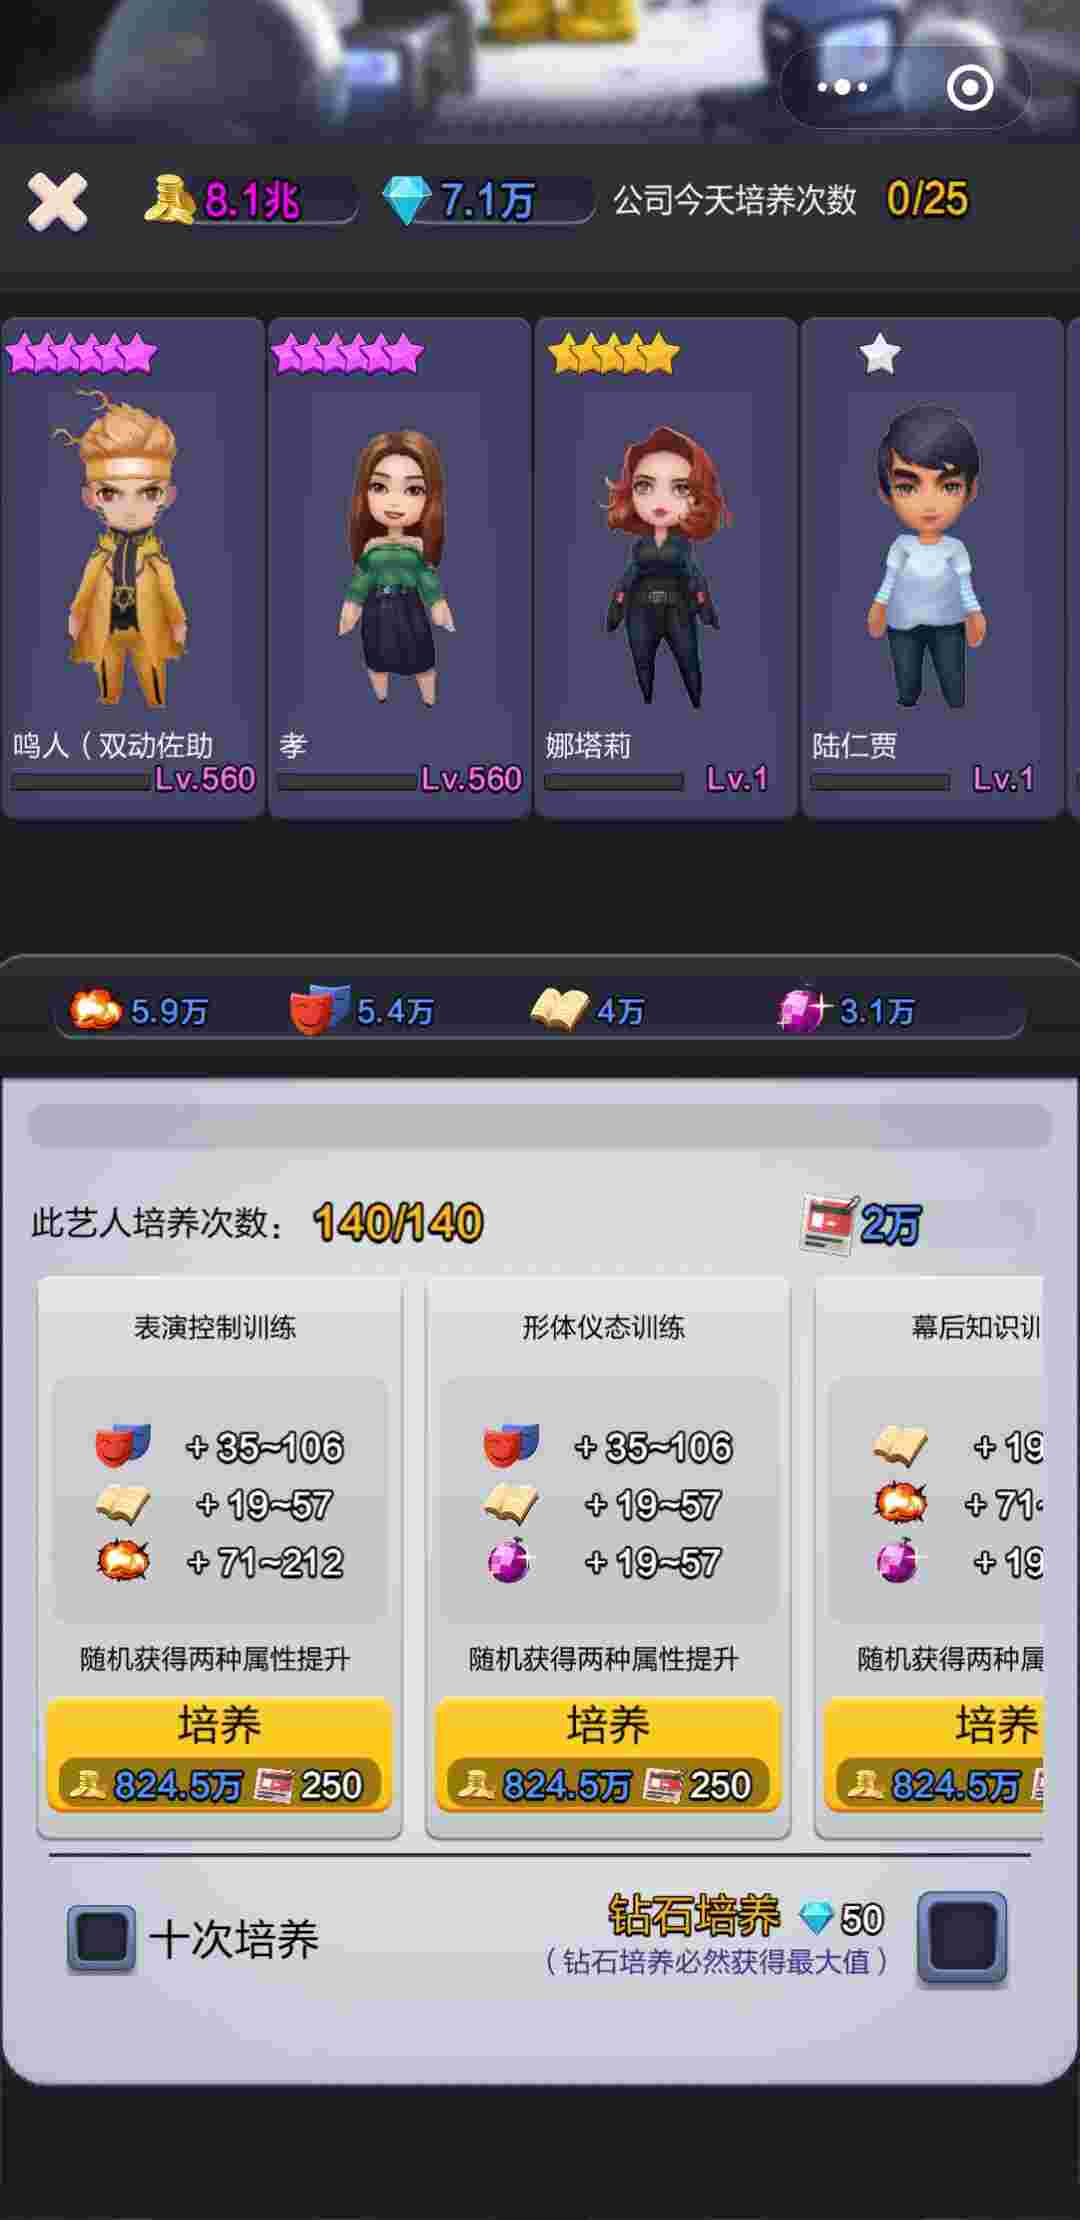 8.1兆 7.1万 公司今天培养次数 0/25
鸣人（双动佐助
Lv.560
孝
Lv.560
娜塔莉
Lv.1
陆仁贾
Lv.1
5.9万 5.4万 4万 3.1万
此艺人培养次数： 140/140 2万
表演控制训练
+35~106
+19~57
+71~212
随机获得两种属性提升
培养
824.5万 250
形体仪态训练
+35~106
+19~57
+19~57
随机获得两种属性提升
培养
824.5万 250
幕后知识训
+19
+71~
+19
随机获得两种属
培养
824.5万
十次培养
钻石培养 50
（钻石培养必然获得最大值）